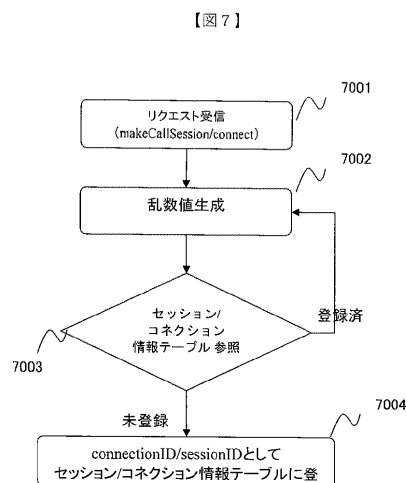 【図7】
7001
リクエスト受信
(makeCallSession/connect)
7002
乱数値生成
セッション/
コネクション
情報テーブル 参照
登録済
7003
未登録
7004
connectionID/sessionIDとして
セッション/コネクション情報テーブルに登